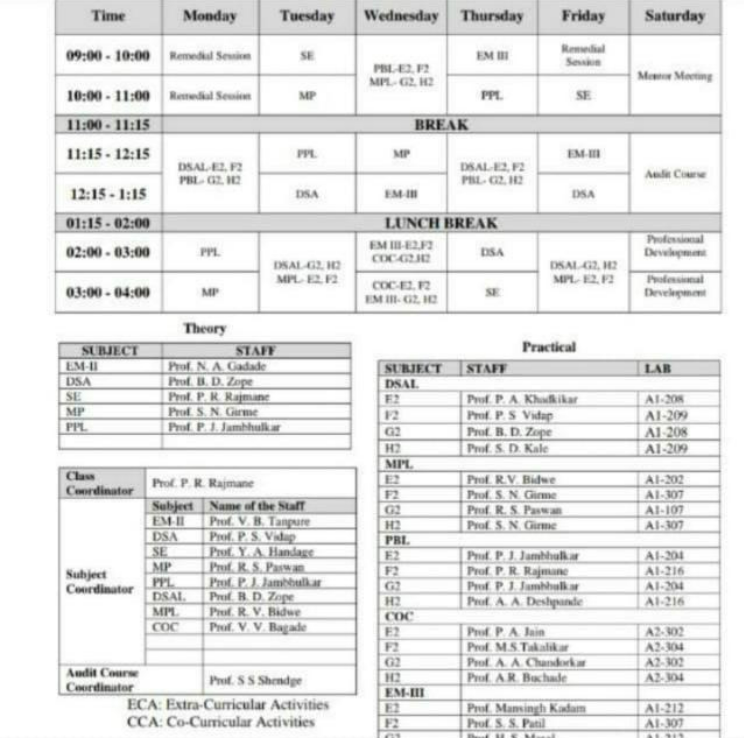 Time Monday Tuesday Wednesday Thursday Friday Saturday
09:00 - 10:00 Remedial Session SE PBL-E2, F2 MPL- G2, H2 EM III Remedial Session Mentor Meeting
10:00 - 11:00 Remedial Session MP PPL SE
11:00 - 11:15 BREAK
11:15 - 12:15 DSAL-E2, F2 PBL- G2, H2 PPL MP DSAL-E2, F2 PBL- G2, H2 EM-III Audit Course
12:15 - 1:15 DSA EM-III DSA
01:15 - 02:00 LUNCH BREAK
02:00 - 03:00 PPL DSAL-G2, H2 MPL- E2, F2 EM III-E2,F2 COC-G2,H2 DSA DSAL-G2, H2 MPL- E2, F2 Professional Development
03:00 - 04:00 MP COC-E2, F2 EM III- G2, H2 SE Professional Development
Theory
SUBJECT STAFF
EM-II Prof. N. A. Gadade
DSA Prof. B. D. Zope
SE Prof. P. R. Rajmane
MP Prof. S. N. Girme
PPL Prof. P. J. Jambhulkar
Class Coordinator Prof. P. R. Rajmane
Subject Coordinator
Subject Name of the Staff
EM-II Prof. V. B. Tanpure
DSA Prof. P. S. Vidap
SE Prof. Y. A. Handage
MP Prof. R. S. Paswan
PPL Prof. P. J. Jambhulkar
DSAL Prof. B. D. Zope
MPL Prof. R. V. Bidwe
COC Prof. V. V. Bagade
Audit Course Coordinator Prof. S S Shendge
ECA: Extra-Curricular Activities
CCA: Co-Curricular Activities
Practical
SUBJECT STAFF LAB
DSAL
E2 Prof. P. A. Khadkikar A1-208
F2 Prof. P. S Vidap A1-209
G2 Prof. B. D. Zope A1-208
H2 Prof. S. D. Kale A1-209
MPL
E2 Prof. R.V. Bidwe A1-202
F2 Prof. S. N. Girme A1-307
G2 Prof. R. S. Paswan A1-107
H2 Prof. S. N. Girme A1-307
PBL
E2 Prof. P. J. Jambhulkar A1-204
F2 Prof. P. R. Rajmane A1-216
G2 Prof. P. J. Jambhulkar A1-204
H2 Prof. A. A. Deshpande A1-216
COC
E2 Prof. P. A. Jain A2-302
F2 Prof. M.S.Takalikar A2-304
G2 Prof. A. A. Chandorkar A2-302
H2 Prof. A.R. Buchade A2-304
EM-III
E2 Prof. Mansingh Kadam A1-212
F2 Prof. S. S. Patil A1-307